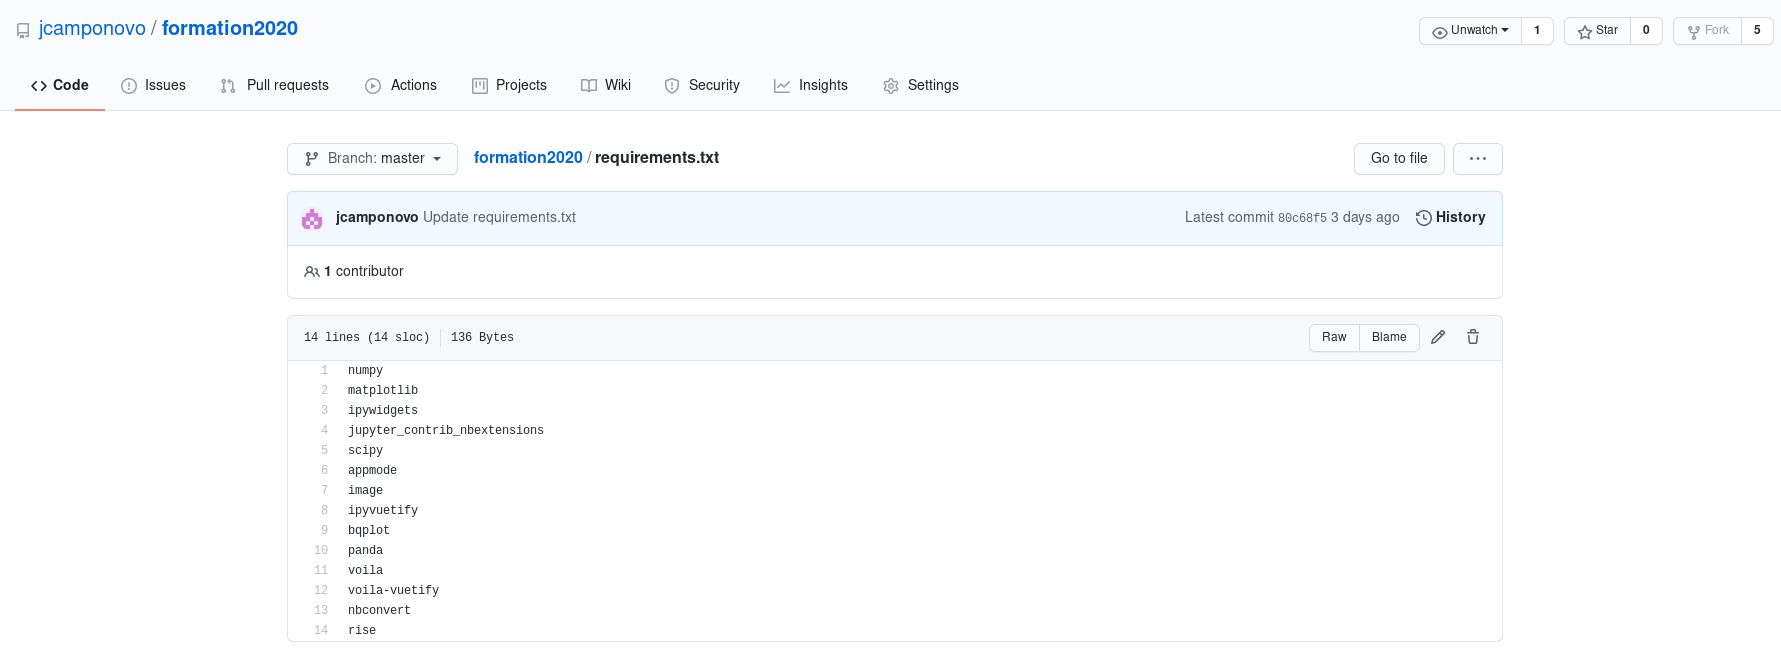 jcamponovo / formation2020
Unwatch 1 Star 0 Fork 5
Code Issues Pull requests Actions Projects Wiki Security Insights Settings
Branch: master formation2020 / requirements.txt Go to file ...
jcamponovo Update requirements.txt Latest commit 80c68f5 3 days ago History
1 contributor
14 lines (14 sloc) 136 Bytes Raw Blame
1 numpy
2 matplotlib
3 ipywidgets
4 jupyter_contrib_nbextensions
5 scipy
6 appmode
7 image
8 ipyvuetify
9 bqplot
10 panda
11 voila
12 voila-vuetify
13 nbconvert
14 rise